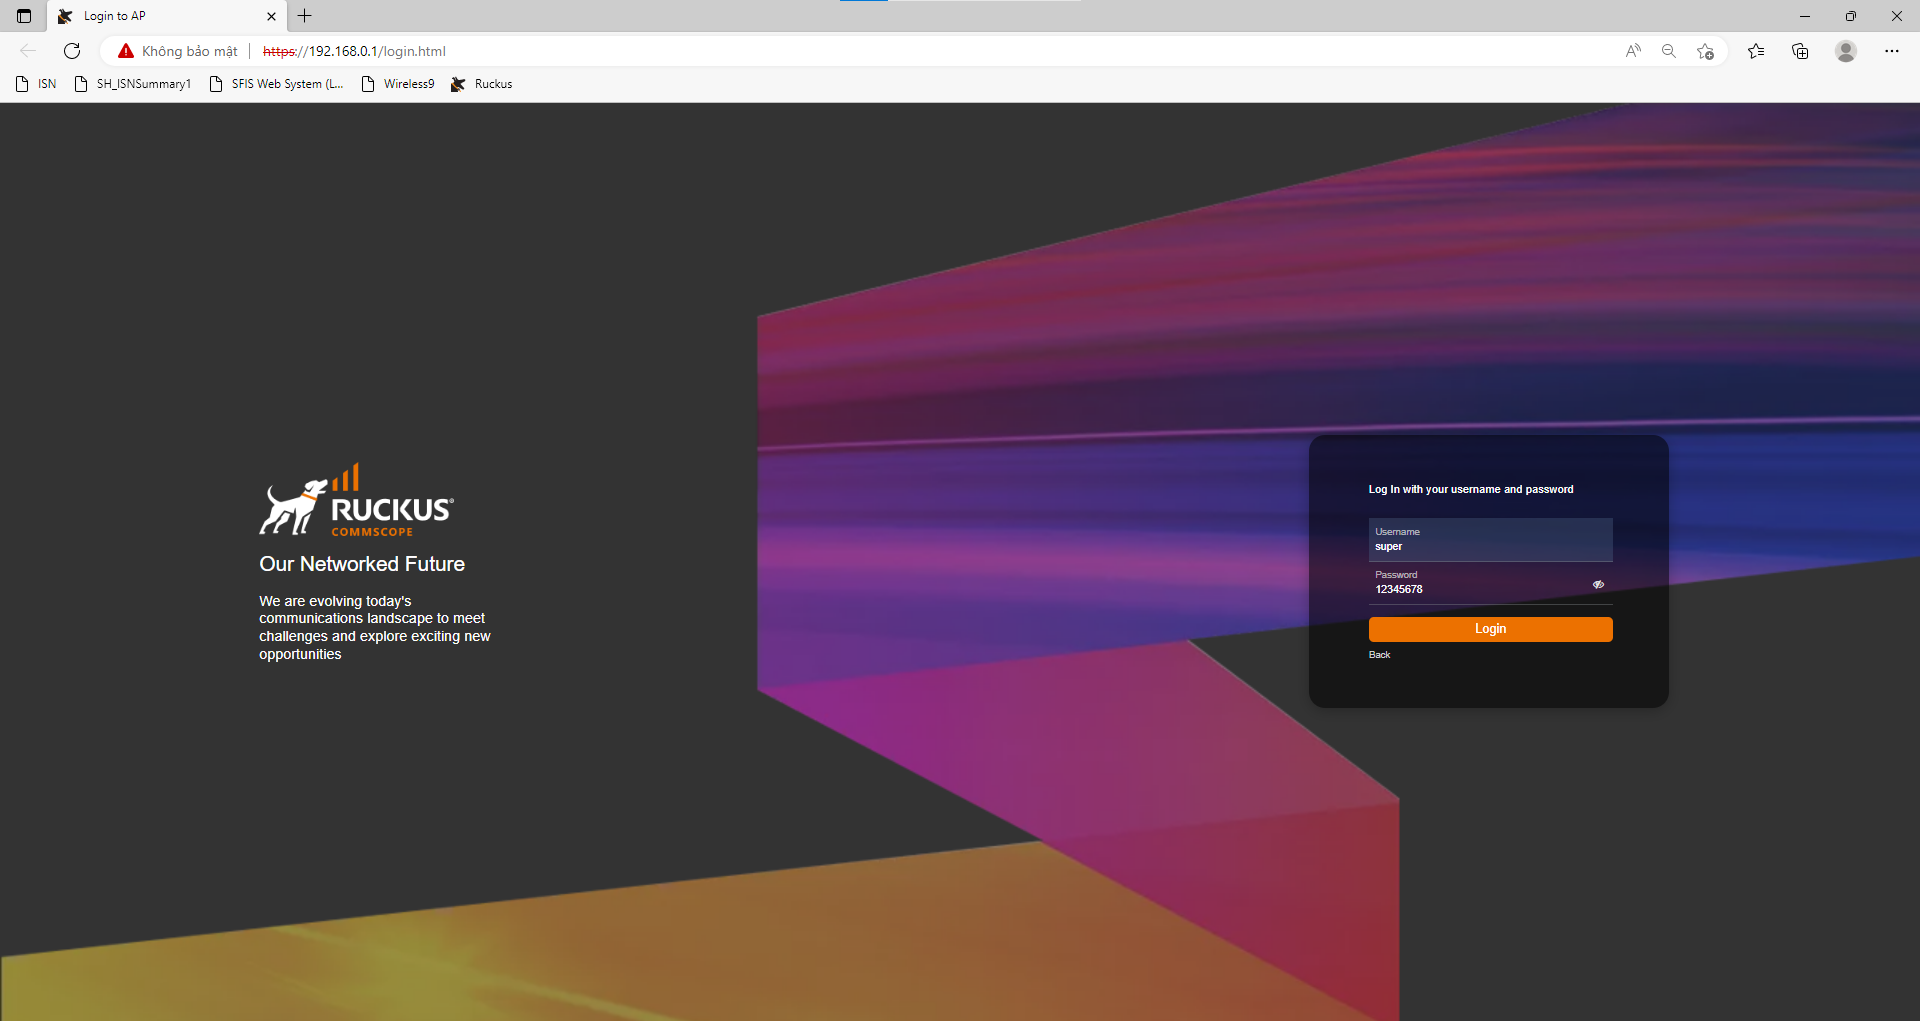 Login to AP
Không bảo mật
https://192.168.0.1/login.html
ISN
SH_ISNSummary1
SFIS Web System (L...
Wireless9
Ruckus
RUCKUS®
COMMSCOPE
Our Networked Future
We are evolving today's
communications landscape to meet
challenges and explore exciting new
opportunities
Log In with your username and password
Username
super
Password
12345678
Login
Back